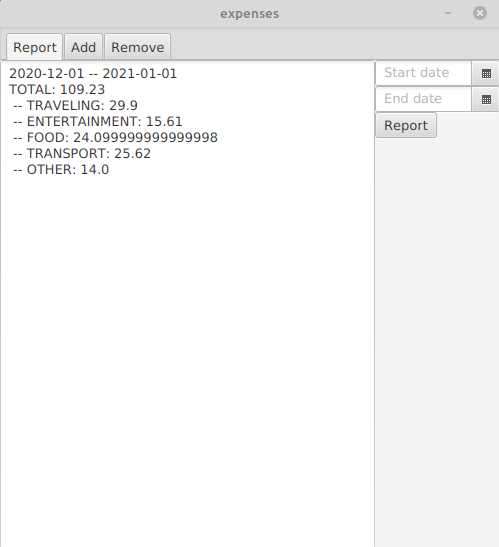 expenses
Report Add Remove
2020-12-01 -- 2021-01-01
TOTAL: 109.23
-- TRAVELING: 29.9
-- ENTERTAINMENT: 15.61
-- FOOD: 24.099999999999998
-- TRANSPORT: 25.62
-- OTHER: 14.0
Start date
End date
Report